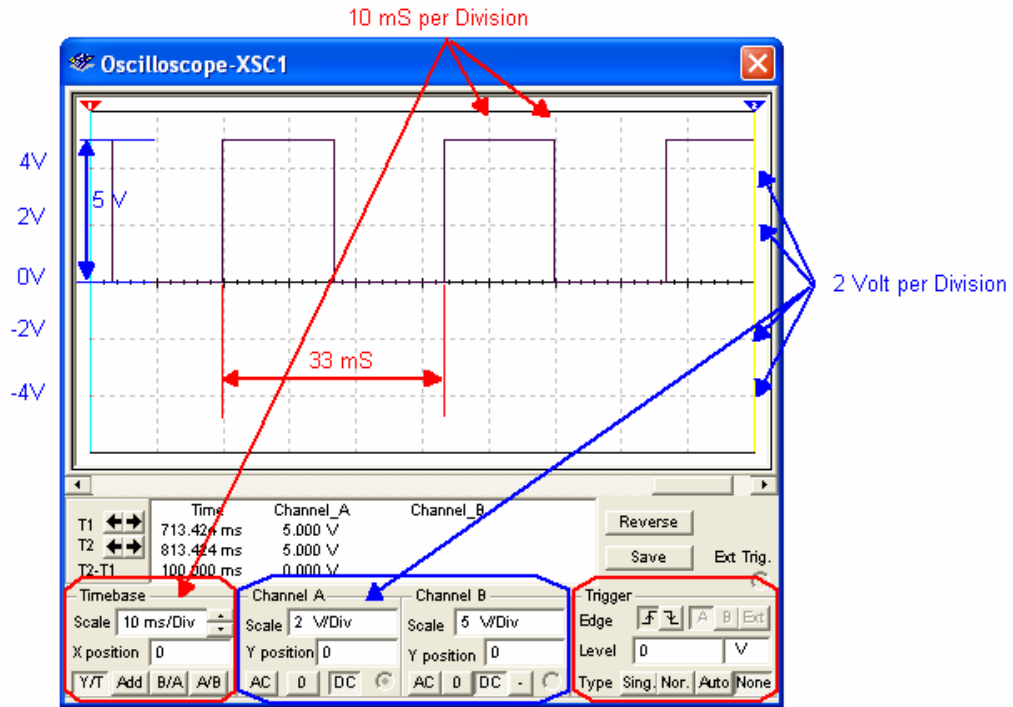 10 mS per Division
Oscilloscope-XSC1
1
2
4V
5 V
2V
0V
2 Volt per Division
-2V
33 mS
-4V
Time Channel_A Channel_B
T1 713.424 ms 5.000 V
T2 813.424 ms 5.000 V
T2-T1 100.000 ms 0.000 V
Reverse
Save Ext Trig.
Timebase Channel A Channel B Trigger
Scale 10 ms/Div Scale 2 V/Div Scale 5 V/Div Edge A B Ext
X position 0 Y position 0 Y position 0 Level 0 V
Y/T Add B/A A/B AC 0 DC AC 0 DC - Type Sing. Nor. Auto None